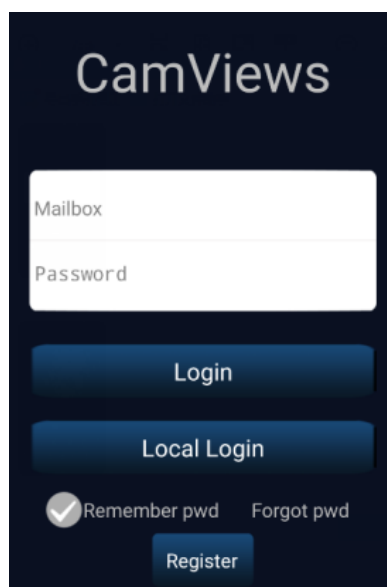 CamViews
Mailbox
Password
Login
Local Login
Remember pwd Forgot pwd
Register